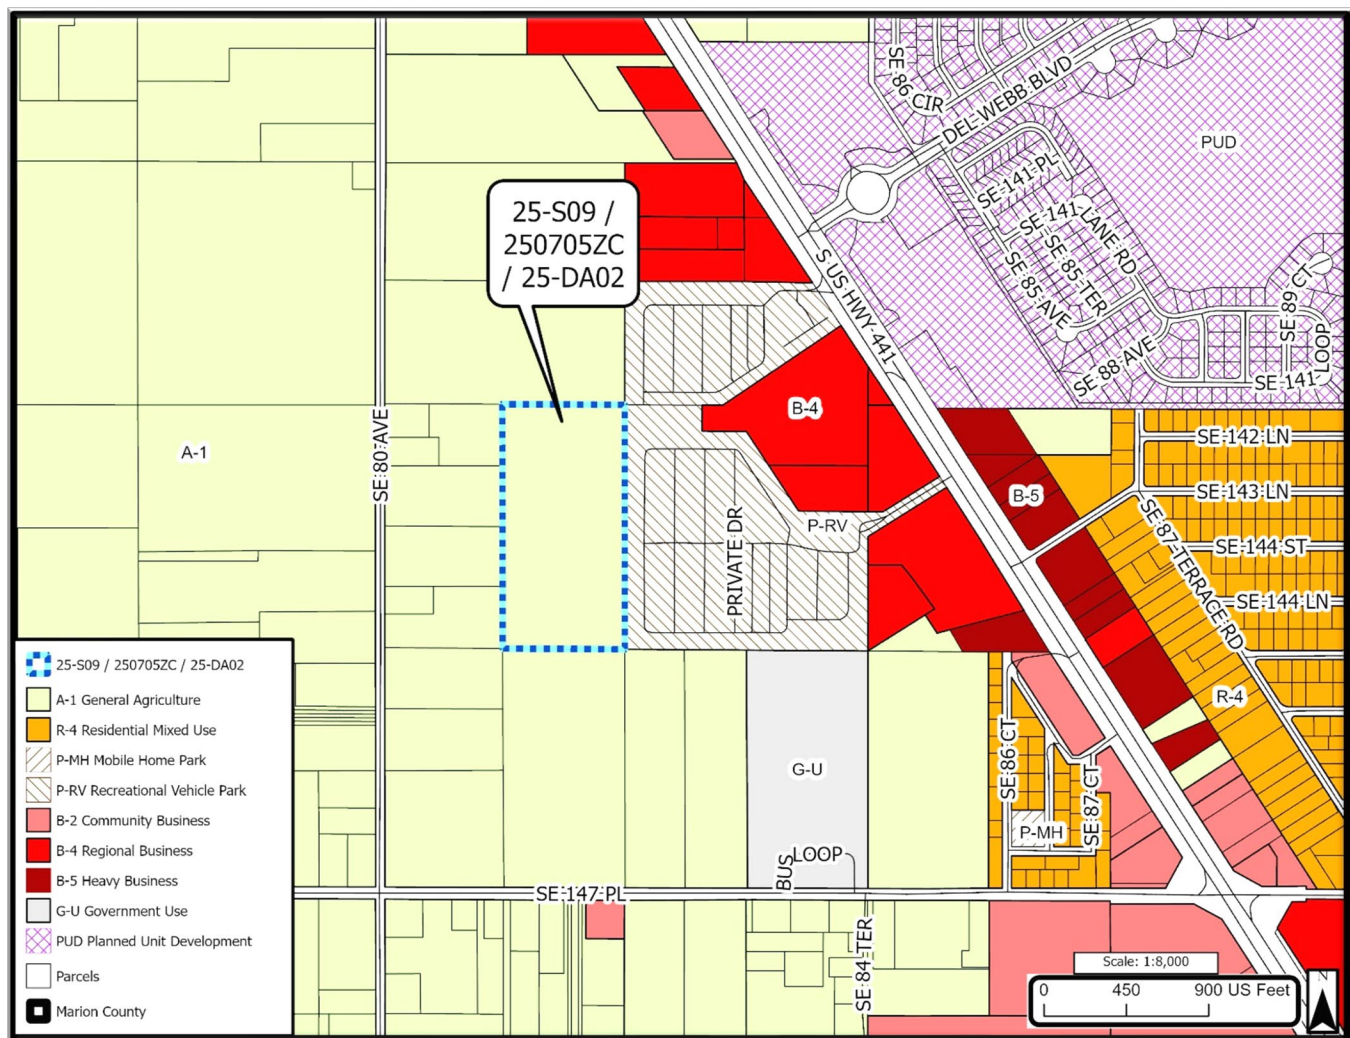 SE 86 CIR
DEL WEBB BLVD
PUD
SE 141 PL
SE 141 LANE RD
25-S09 /
250705ZC
/ 25-DA02
SE 85 TER
SE 85 AVE
SE 89 CT
S US HWY 441
LOOP
SE 88 AVE
SE 141
B-4
A-1
SE 80 AVE
SE 142 LN
B-5
SE 143 LN
P-RV
PRIVATE DR
SE 87 TERRACE RD
SE 144 ST
SE 144 LN
R-4
G-U
SE 86 CT
SE 87 CT
P-MH
BUS
LOOP
SE 147 PL
SE 84 TER
25-S09 / 250705ZC / 25-DA02
A-1 General Agriculture
R-4 Residential Mixed Use
P-MH Mobile Home Park
P-RV Recreational Vehicle Park
B-2 Community Business
B-4 Regional Business
B-5 Heavy Business
G-U Government Use
PUD Planned Unit Development
Parcels
Marion County
Scale: 1:8,000
0 450 900 US Feet
N